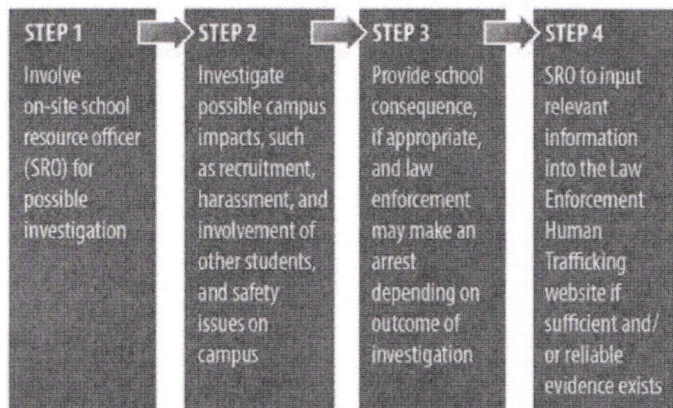 STEP 1
Involve
on-site school
resource officer
(SRO) for
possible
investigation
STEP 2
Investigate
possible campus
impacts, such
as recruitment,
harassment, and
involvement of
other students,
and safety
issues on
campus
STEP 3
Provide school
consequence,
if appropriate,
and law
enforcement
may make an
arrest
depending on
outcome of
investigation
STEP 4
SRO to input
relevant
information
into the Law
Enforcement
Human
Trafficking
website if
sufficient and/
or reliable
evidence exists